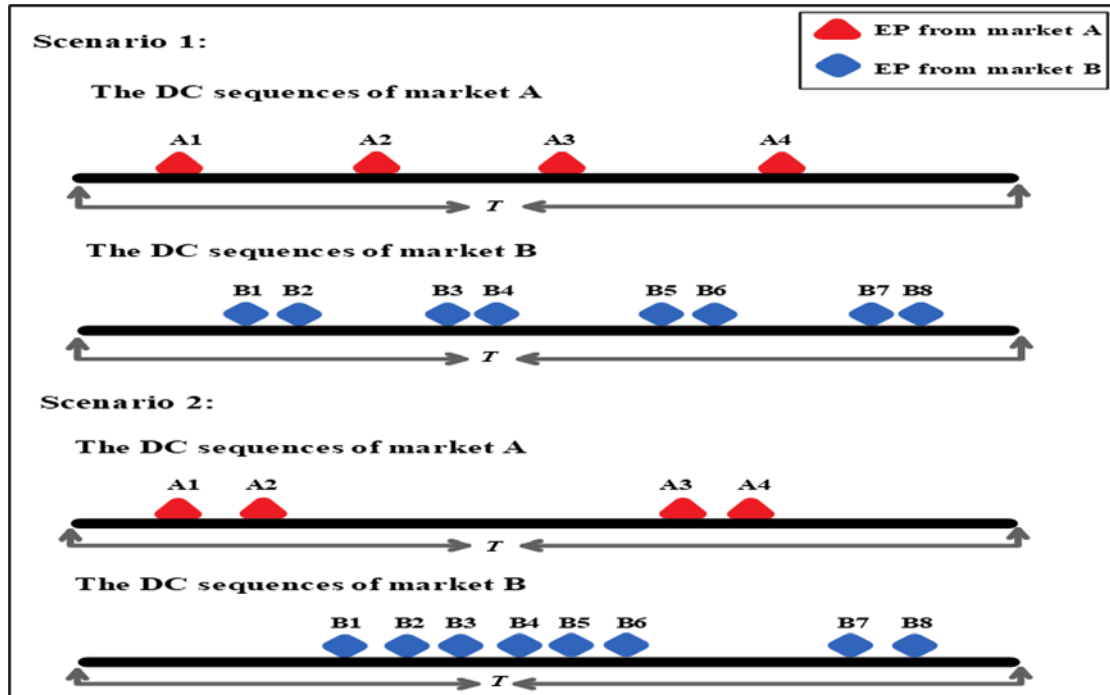 Scenario 1:
EP from market A
EP from market B
The DC sequences of market A
A1 A2 A3 A4
T
The DC sequences of market B
B1 B2 B3 B4 B5 B6 B7 B8
T
Scenario 2:
The DC sequences of market A
A1 A2 A3 A4
T
The DC sequences of market B
B1 B2 B3 B4 B5 B6 B7 B8
T